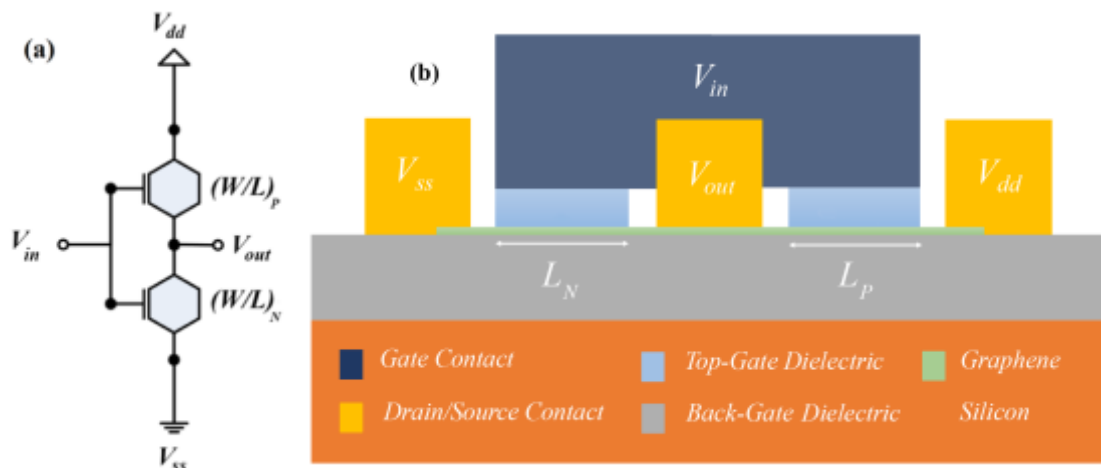 (a)
V_dd
(W/L)_P
V_in
V_out
(W/L)_N
V_ss
(b)
V_in
V_ss
V_out
V_dd
L_N
L_P
Gate Contact
Top-Gate Dielectric
Graphene
Drain/Source Contact
Back-Gate Dielectric
Silicon